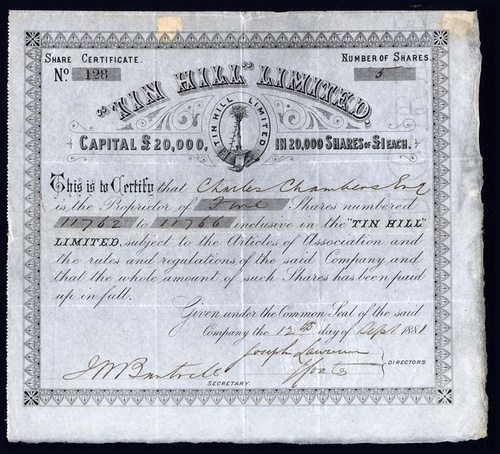 SHARE CERTIFICATE. NUMBER OF SHARES.
No. 128 5
"TIN HILL" LIMITED,
TIN HILL LIMITED
CAPITAL £20,000, IN 20,000 SHARES OF £1 EACH.
This is to Certify that Charles Chambers Esq
is the Proprietor of Five Shares numbered
11762 to 11766 inclusive in the "TIN HILL"
LIMITED, subject to the Articles of Association and
the rules and regulations of the said Company and
that the whole amount of such Shares has been paid
up in full.
Given under the Common Seal of the said
Company the 12th day of Apl 1881
Joseph
DIRECTORS
SECRETARY.